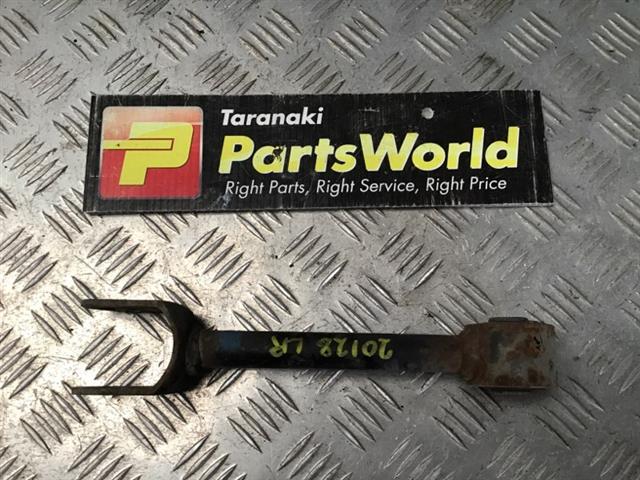 Taranaki
P PartsWorld
Right Parts, Right Service, Right Price
20128 LR